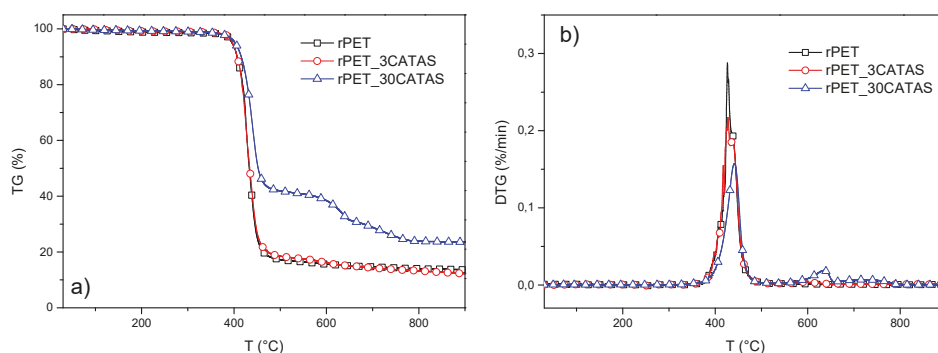 100
80
60
40
20
0
TG (%)
200
400
600
800
T (°C)
rPET
rPET_3CATAS
rPET_30CATAS
a)
b)
0,3
0,2
0,1
0,0
DTG (%/min)
200
400
600
800
T (°C)
rPET
rPET_3CATAS
rPET_30CATAS